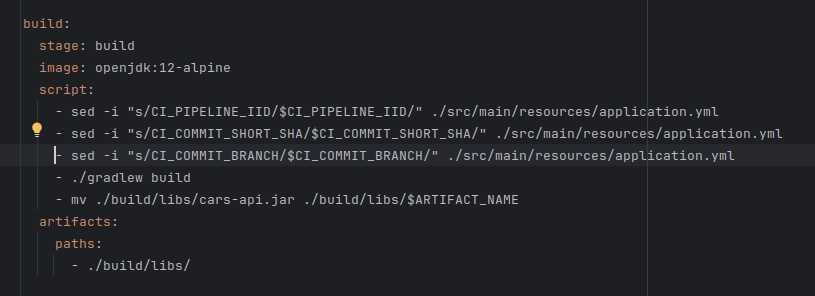 build:
  stage: build
  image: openjdk:12-alpine
  script:
    - sed -i "s/CI_PIPELINE_IID/$CI_PIPELINE_IID/" ./src/main/resources/application.yml
    - sed -i "s/CI_COMMIT_SHORT_SHA/$CI_COMMIT_SHORT_SHA/" ./src/main/resources/application.yml
    - sed -i "s/CI_COMMIT_BRANCH/$CI_COMMIT_BRANCH/" ./src/main/resources/application.yml
    - ./gradlew build
    - mv ./build/libs/cars-api.jar ./build/libs/$ARTIFACT_NAME
  artifacts:
    paths:
      - ./build/libs/